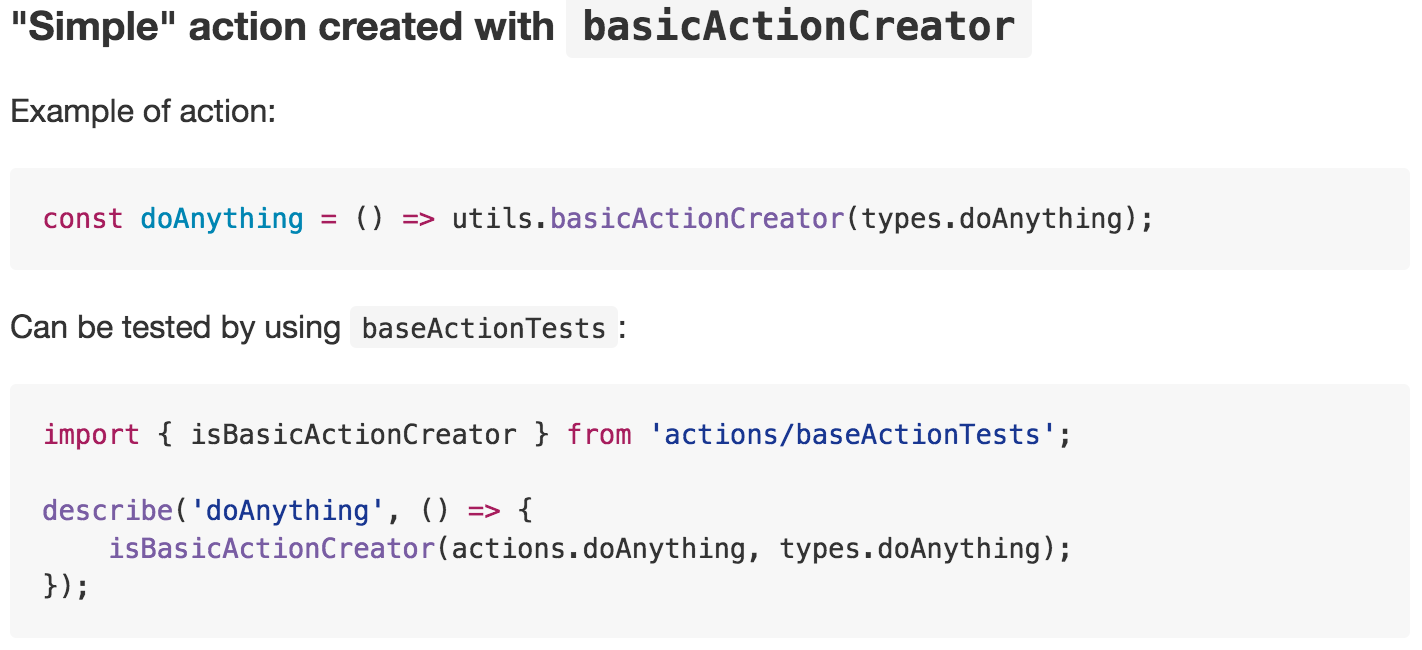 "Simple" action created with basicActionCreator
Example of action:
const doAnything = () => utils.basicActionCreator(types.doAnything);
Can be tested by using baseActionTests:
import { isBasicActionCreator } from 'actions/baseActionTests';
describe('doAnything', () => {
    isBasicActionCreator(actions.doAnything, types.doAnything);
});